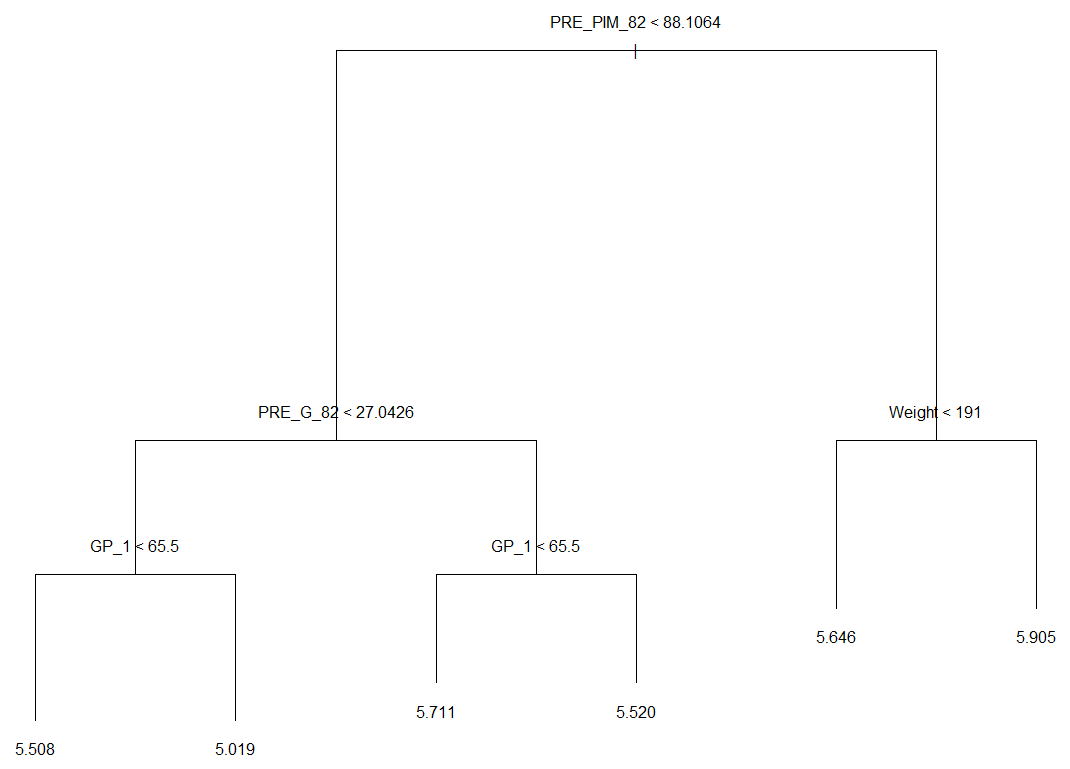 PRE_PIM_82 < 88.1064
PRE_G_82 < 27.0426
Weight < 191
GP_1 < 65.5
GP_1 < 65.5
5.646
5.905
5.711
5.520
5.508
5.019